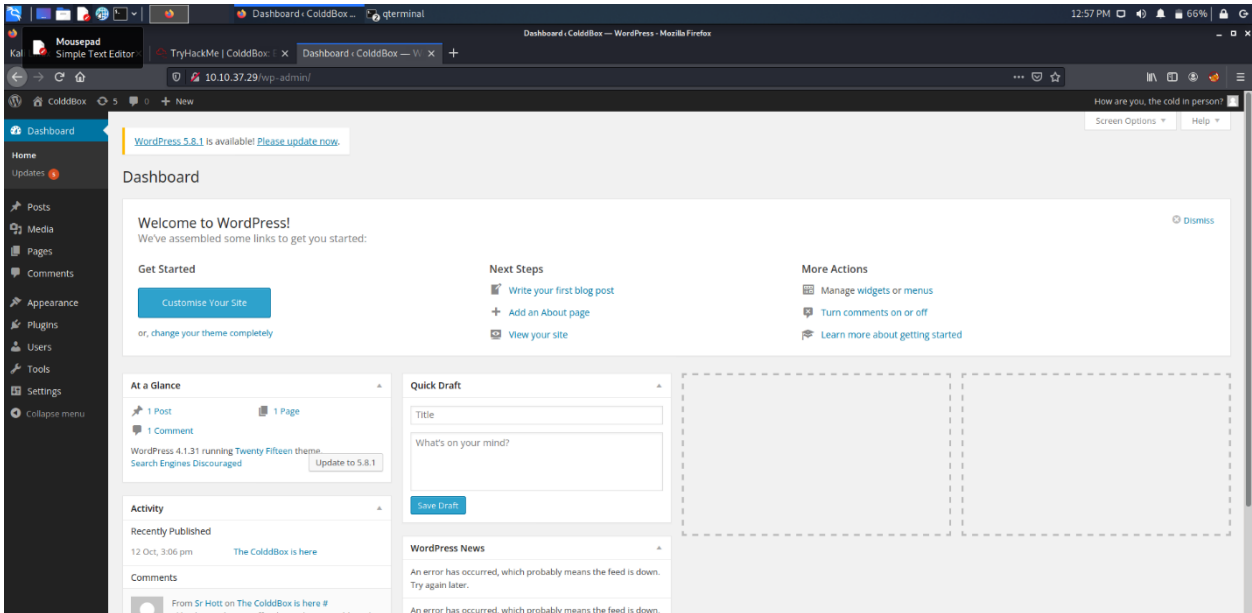 Dashboard ‹ ColddBox ...
qterminal
12:57 PM
66%
Mousepad
Simple Text Editor
Dashboard ‹ ColddBox — WordPress - Mozilla Firefox
Kal
TryHackMe | ColddBox: E
Dashboard ‹ ColddBox — W
10.10.37.29/wp-admin/
ColddBox
5
0
New
How are you, the cold in person?
Screen Options
Help
Dashboard
Home
Updates 5
Posts
Media
Pages
Comments
Appearance
Plugins
Users
Tools
Settings
Collapse menu
WordPress 5.8.1 is available! Please update now.
Dashboard
Welcome to WordPress!
Dismiss
We've assembled some links to get you started:
Get Started
Customise Your Site
or, change your theme completely
Next Steps
Write your first blog post
Add an About page
View your site
More Actions
Manage widgets or menus
Turn comments on or off
Learn more about getting started
At a Glance
1 Post
1 Page
1 Comment
WordPress 4.1.31 running Twenty Fifteen theme.
Search Engines Discouraged
Update to 5.8.1
Activity
Recently Published
12 Oct, 3:06 pm
The ColddBox is here
Comments
From Sr Hott on The ColddBox is here #
Quick Draft
Title
What's on your mind?
Save Draft
WordPress News
An error has occurred, which probably means the feed is down.
Try again later.
An error has occurred, which probably means the feed is down.